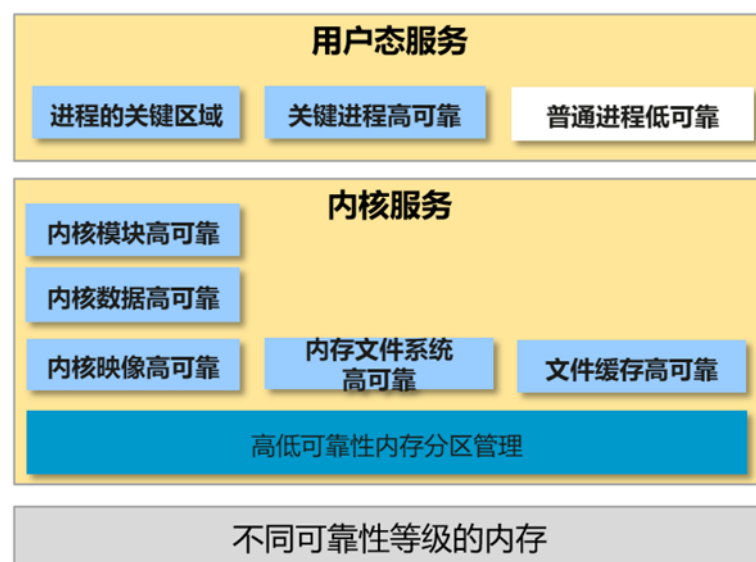 用户态服务
进程的关键区域
关键进程高可靠
普通进程低可靠
内核服务
内核模块高可靠
内核数据高可靠
内核映像高可靠
内存文件系统
高可靠
文件缓存高可靠
高低可靠性内存分区管理
不同可靠性等级的内存